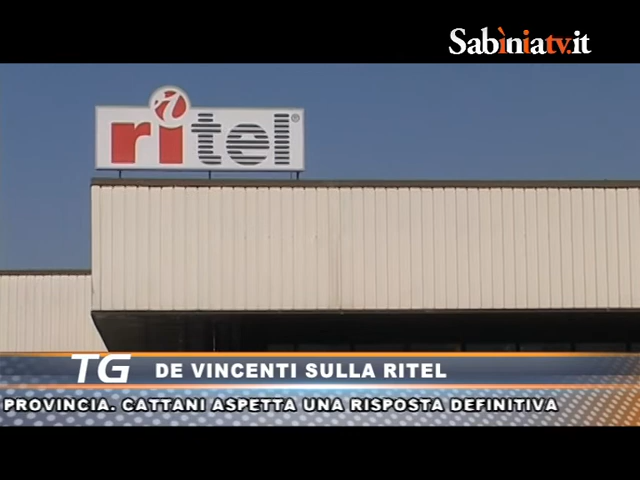 Sabìniatv.it
ritel®
TG DE VINCENTI SULLA RITEL
PROVINCIA. CATTANI ASPETTA UNA RISPOSTA DEFINITIVA